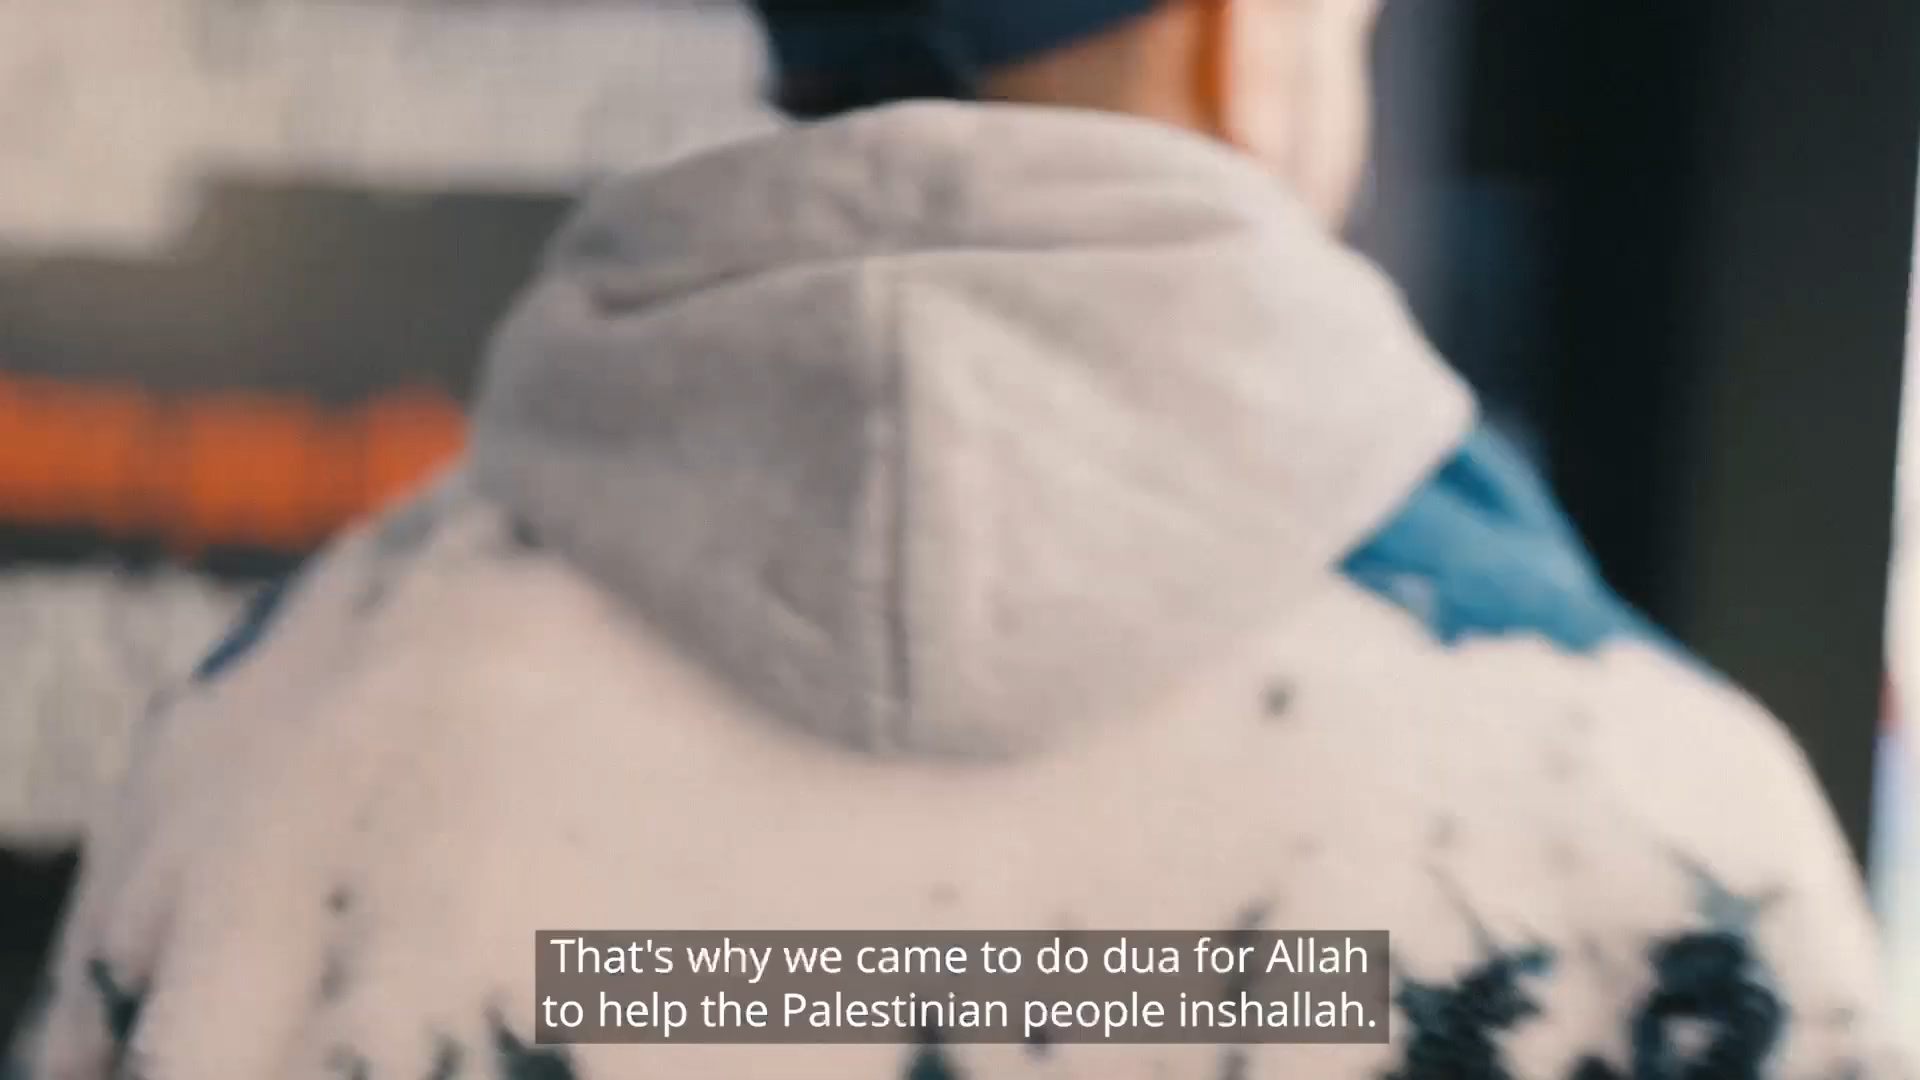 That's why we came to do dua for Allah
to help the Palestinian people inshallah.